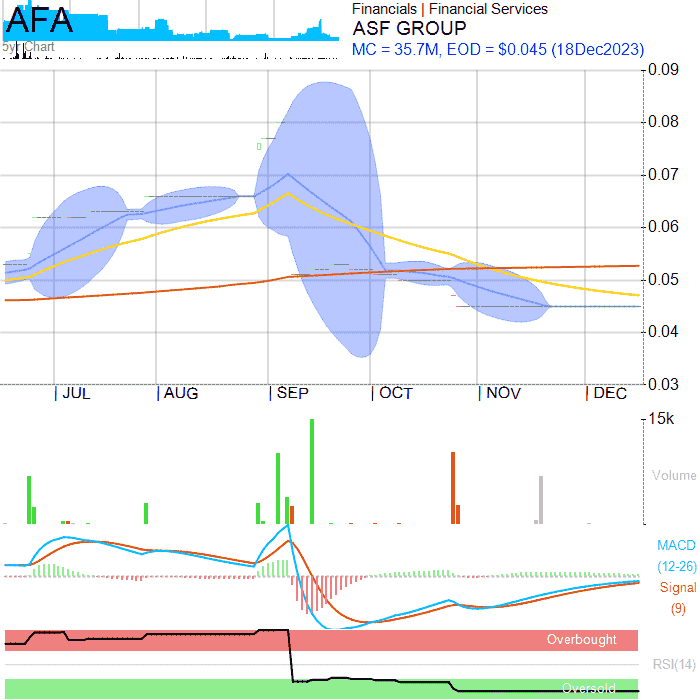 AFA
5yr Chart
Financials | Financial Services
ASF GROUP
MC = 35.7M, EOD = $0.045 (18Dec2023)
0.09
0.08
0.07
0.06
0.05
0.04
0.03
JUL AUG SEP OCT NOV DEC
15k
Volume
MACD
(12-26)
Signal
(9)
Overbought
RSI(14)
Oversold